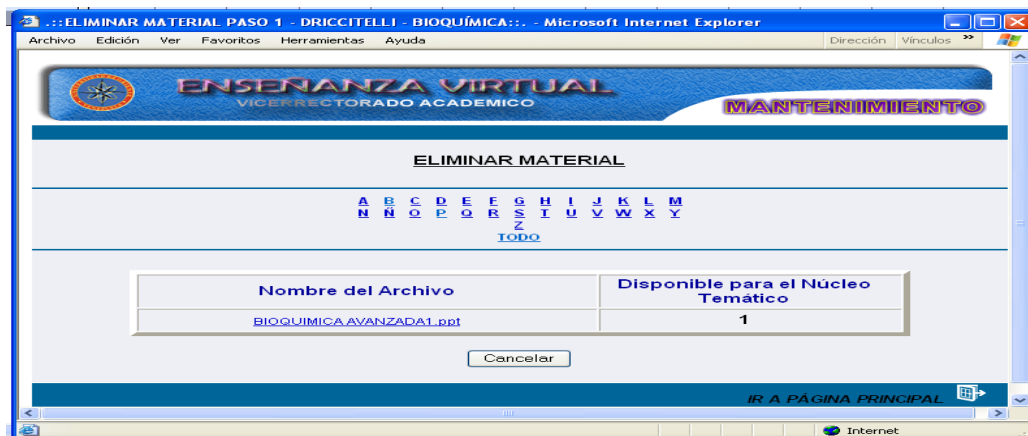 .::ELIMINAR MATERIAL PASO 1 - DRICCITELLI - BIOQUÍMICA::. - Microsoft Internet Explorer
Archivo Edición Ver Favoritos Herramientas Ayuda Dirección Vínculos »
ENSEÑANZA VIRTUAL
VICERRECTORADO ACADEMICO
MANTENIMIENTO
ELIMINAR MATERIAL
A B C D E F G H I J K L M
N Ñ O P Q R S T U V W X Y
Z
TODO
Nombre del Archivo
Disponible para el Núcleo
Temático
BIOQUIMICA AVANZADA1.ppt 1
Cancelar
IR A PÁGINA PRINCIPAL
Internet